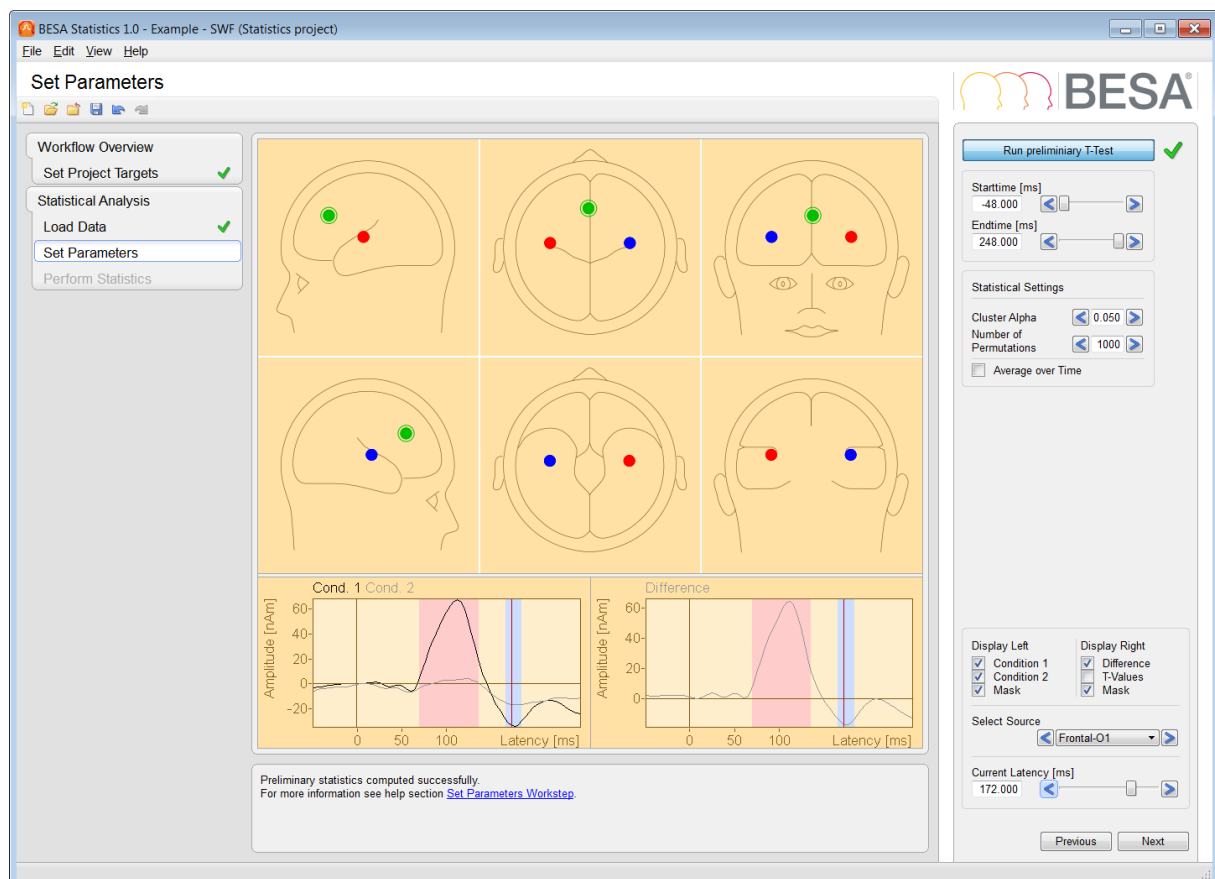 BESA Statistics 1.0 - Example - SWF (Statistics project)
File Edit View Help
Set Parameters
BESA®
Workflow Overview
Set Project Targets
Statistical Analysis
Load Data
Set Parameters
Perform Statistics
Run preliminiary T-Test
Starttime [ms]
-48.000
Endtime [ms]
248.000
Statistical Settings
Cluster Alpha 0.050
Number of
Permutations 1000
Average over Time
Cond. 1 Cond. 2
Amplitude [nAm]
60
40
20
0
-20
0 50 100 Latency [ms]
Difference
Amplitude [nAm]
60
40
20
0
0 50 100 Latency [ms]
Display Left
Condition 1
Condition 2
Mask
Display Right
Difference
T-Values
Mask
Select Source
Frontal-O1
Current Latency [ms]
172.000
Preliminary statistics computed successfully.
For more information see help section Set Parameters Workstep.
Previous Next